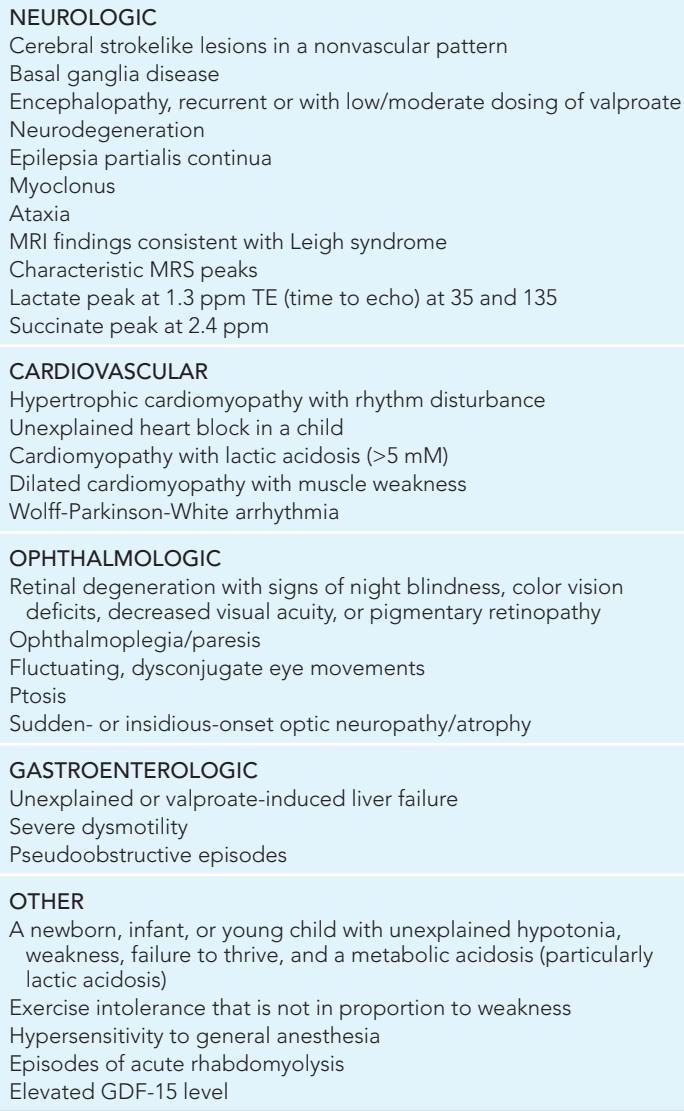 NEUROLOGIC
Cerebral strokelike lesions in a nonvascular pattern
Basal ganglia disease
Encephalopathy, recurrent or with low/moderate dosing of valproate
Neurodegeneration
Epilepsia partialis continua
Myoclonus
Ataxia
MRI findings consistent with Leigh syndrome
Characteristic MRS peaks
Lactate peak at 1.3 ppm TE (time to echo) at 35 and 135
Succinate peak at 2.4 ppm
CARDIOVASCULAR
Hypertrophic cardiomyopathy with rhythm disturbance
Unexplained heart block in a child
Cardiomyopathy with lactic acidosis (>5 mM)
Dilated cardiomyopathy with muscle weakness
Wolff-Parkinson-White arrhythmia
OPHTHALMOLOGIC
Retinal degeneration with signs of night blindness, color vision
deficits, decreased visual acuity, or pigmentary retinopathy
Ophthalmoplegia/paresis
Fluctuating, dysconjugate eye movements
Ptosis
Sudden- or insidious-onset optic neuropathy/atrophy
GASTROENTEROLOGIC
Unexplained or valproate-induced liver failure
Severe dysmotility
Pseudoobstructive episodes
OTHER
A newborn, infant, or young child with unexplained hypotonia,
weakness, failure to thrive, and a metabolic acidosis (particularly
lactic acidosis)
Exercise intolerance that is not in proportion to weakness
Hypersensitivity to general anesthesia
Episodes of acute rhabdomyolysis
Elevated GDF-15 level